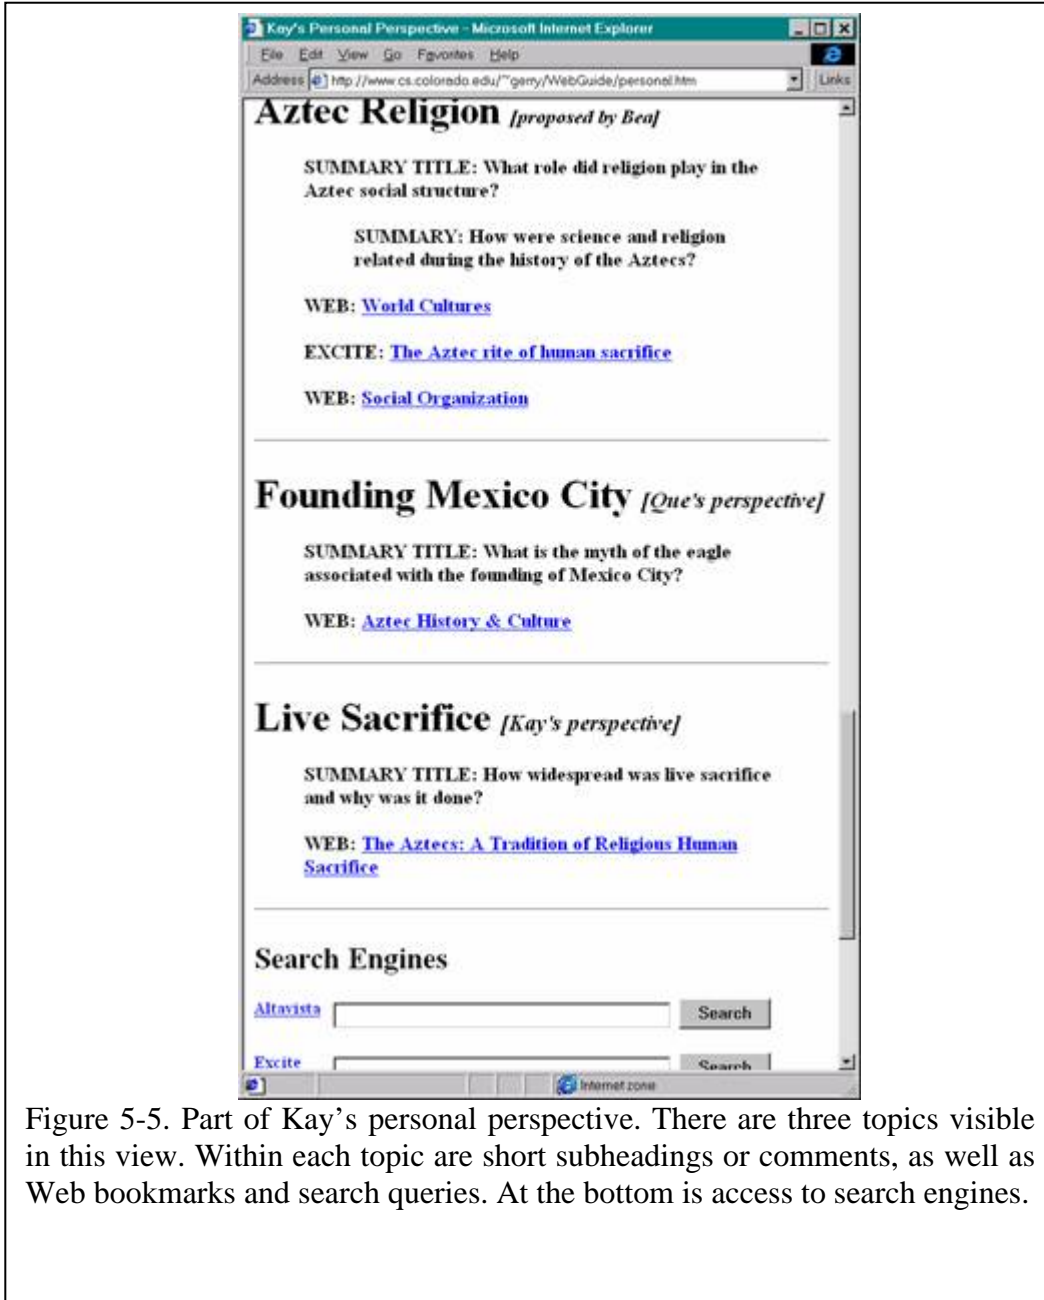 Kay's Personal Perspective - Microsoft Internet Explorer
File Edit View Go Favorites Help
Address http://www.cs.colorado.edu/~gerry/WebGuide/personal.htm Links
Aztec Religion [proposed by Bea]
SUMMARY TITLE: What role did religion play in the
Aztec social structure?
SUMMARY: How were science and religion
related during the history of the Aztecs?
WEB: World Cultures
EXCITE: The Aztec rite of human sacrifice
WEB: Social Organization
Founding Mexico City [Que's perspective]
SUMMARY TITLE: What is the myth of the eagle
associated with the founding of Mexico City?
WEB: Aztec History & Culture
Live Sacrifice [Kay's perspective]
SUMMARY TITLE: How widespread was live sacrifice
and why was it done?
WEB: The Aztecs: A Tradition of Religious Human
Sacrifice
Search Engines
Altavista Search
Excite Search
Internet zone
Figure 5-5. Part of Kay’s personal perspective. There are three topics visible
in this view. Within each topic are short subheadings or comments, as well as
Web bookmarks and search queries. At the bottom is access to search engines.